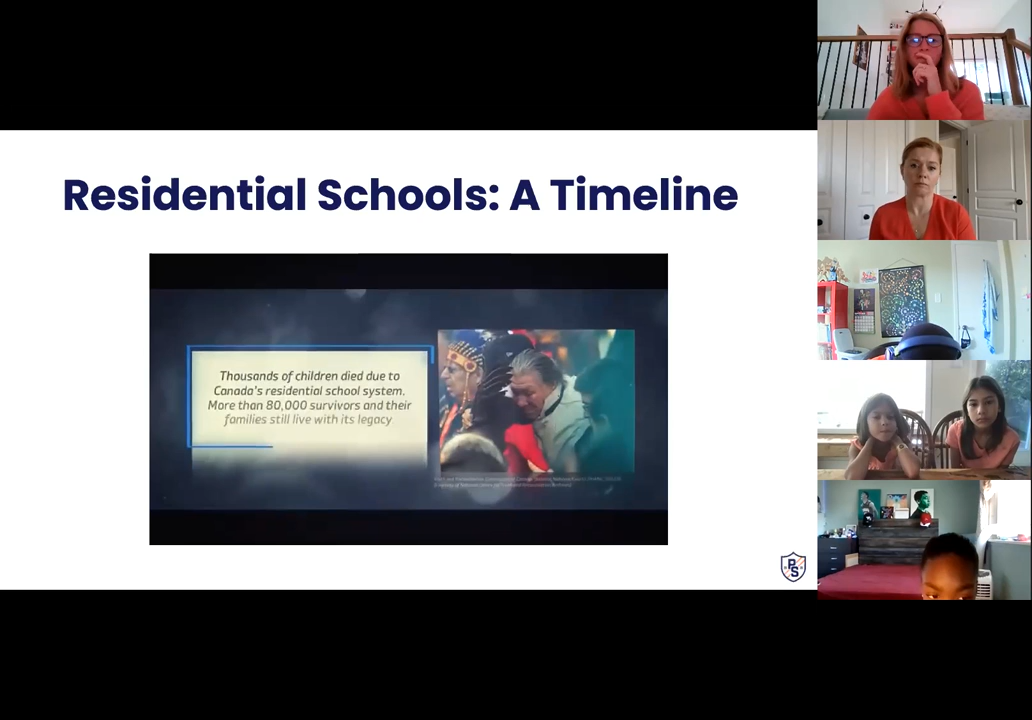 Residential Schools: A Timeline
Thousands of children died due to
Canada's residential school system.
More than 80,000 survivors and their
families still live with its legacy
PS